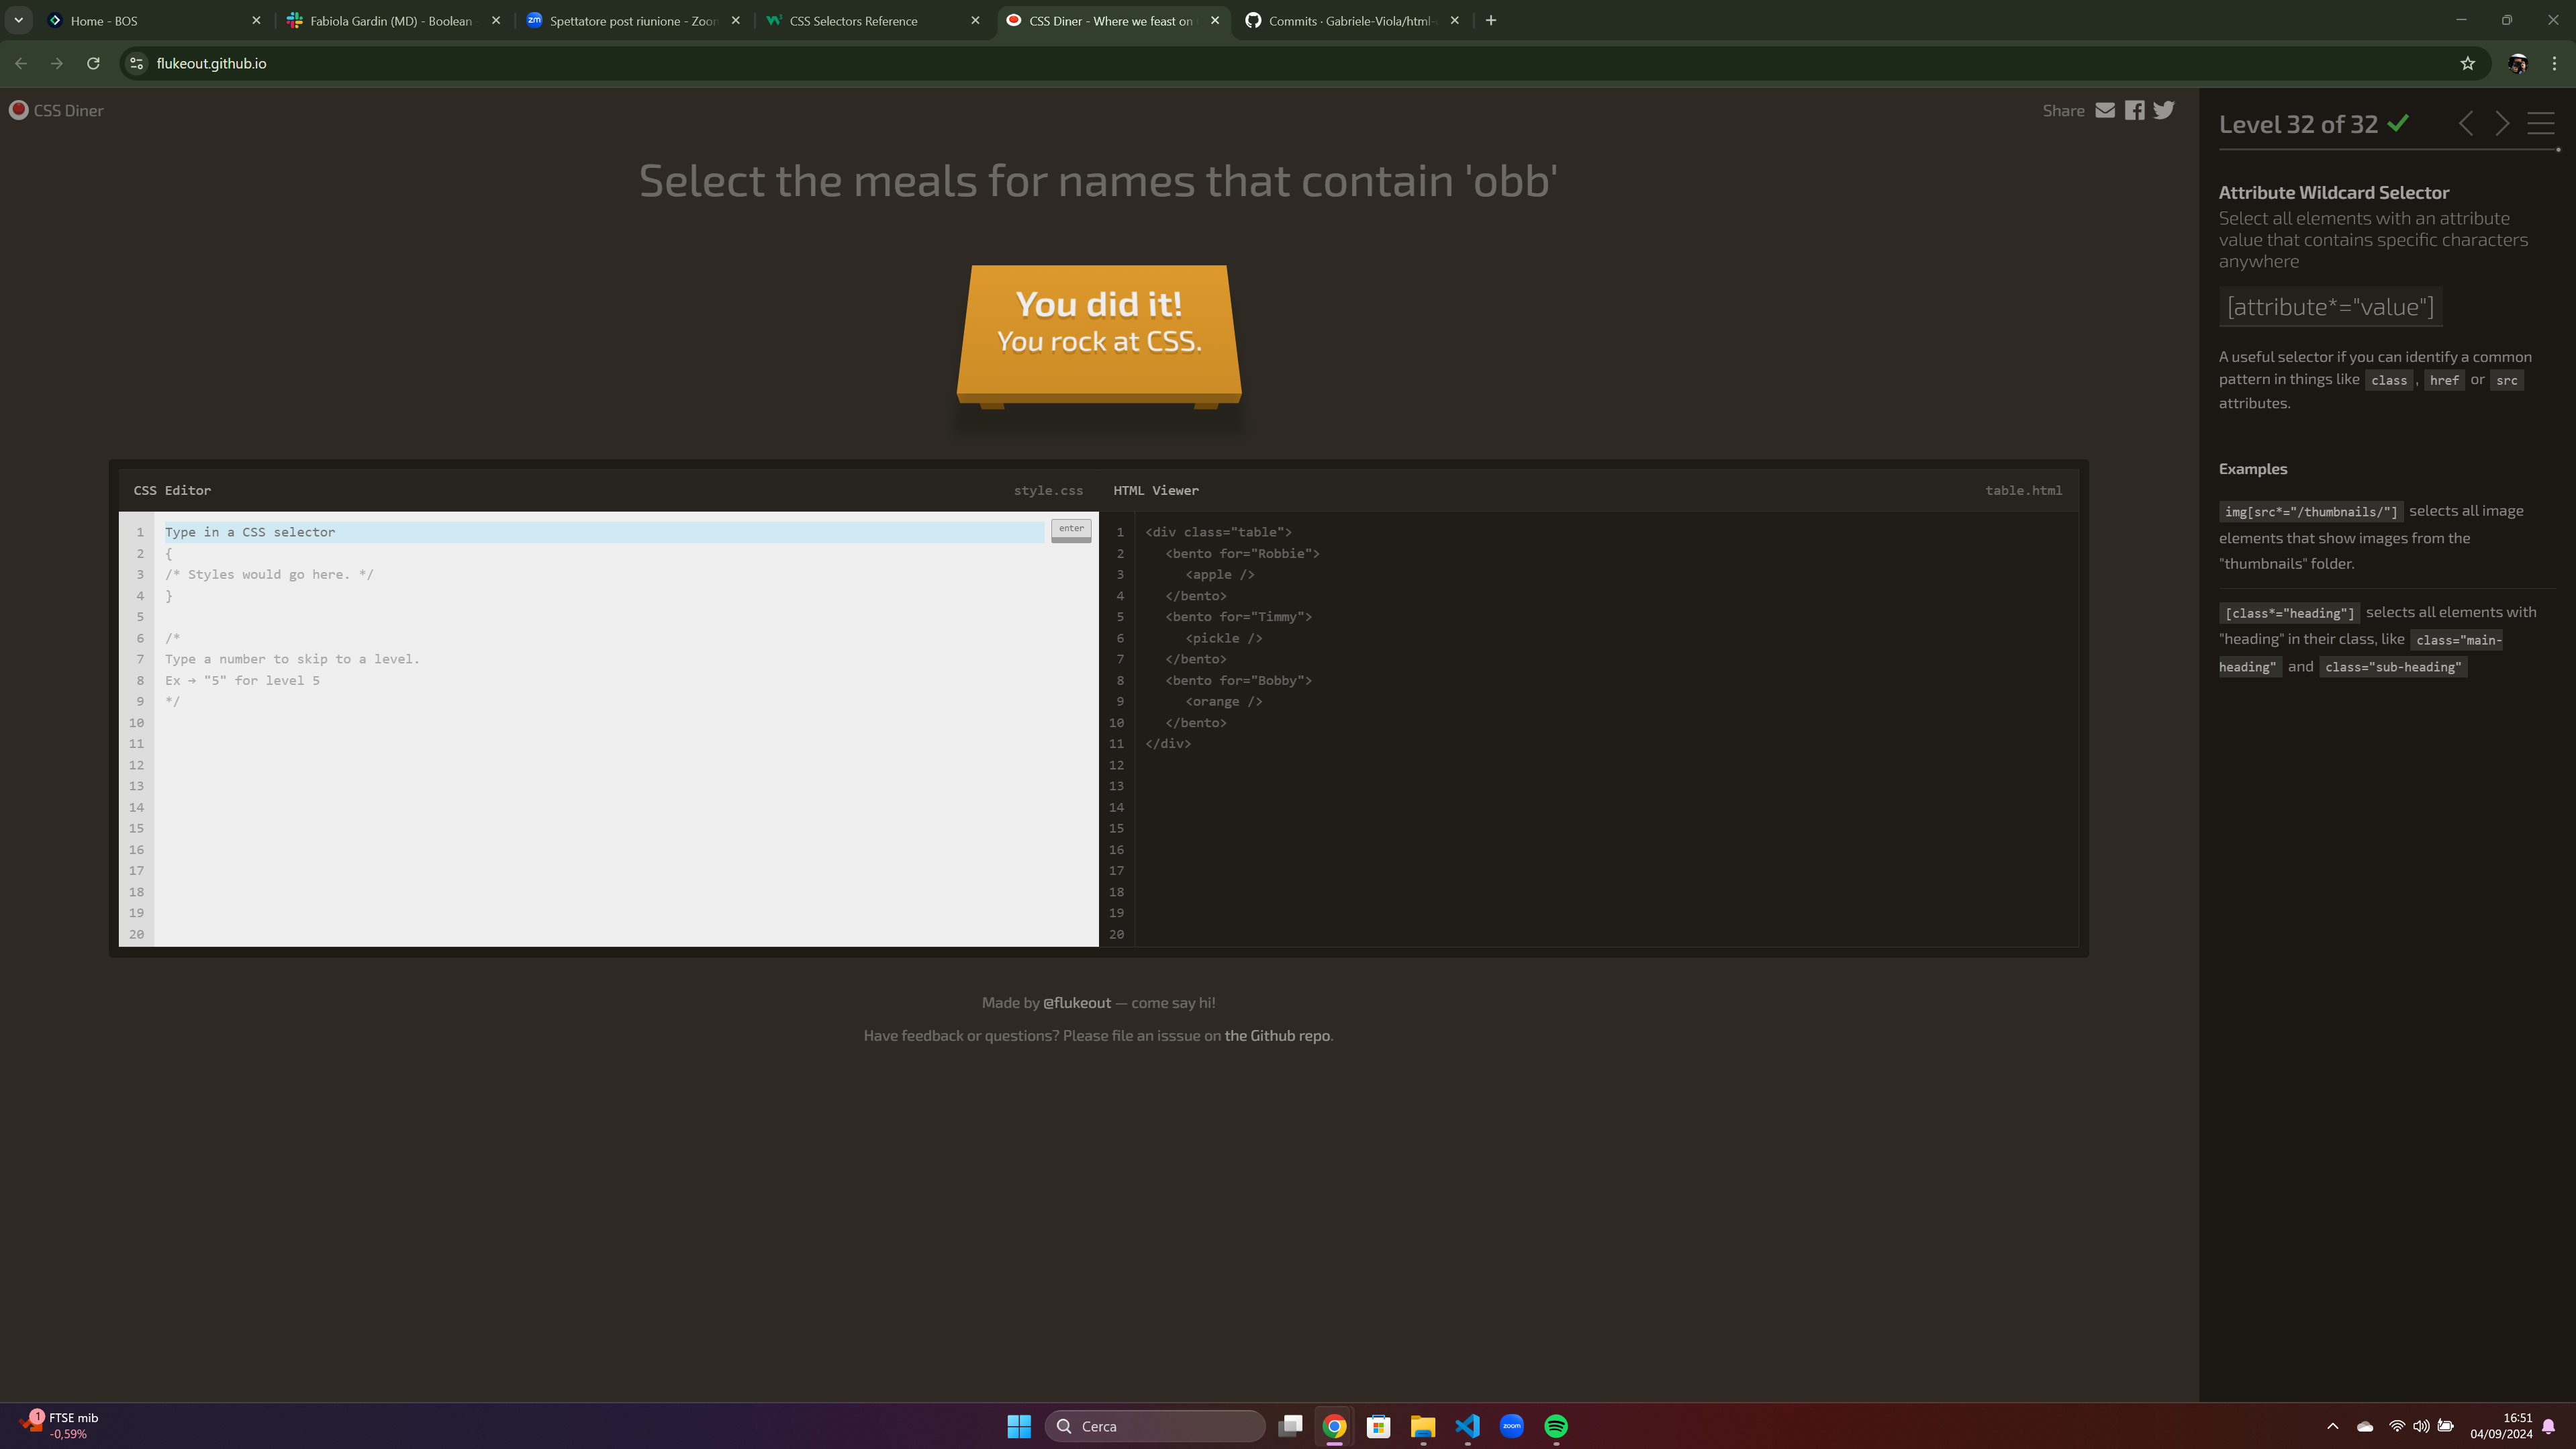 Home - BOS
Fabiola Gardin (MD) - Boolean -
Spettatore post riunione - Zoom
CSS Selectors Reference
CSS Diner - Where we feast on
Commits · Gabriele-Viola/html-
flukeout.github.io
CSS Diner
Share
Select the meals for names that contain 'obb'
You did it!
You rock at CSS.
CSS Editor
style.css
1 Type in a CSS selector
enter
2 {
3 /* Styles would go here. */
4 }
5
6 /*
7 Type a number to skip to a level.
8 Ex → "5" for level 5
9 */
10
11
12
13
14
15
16
17
18
19
20
HTML Viewer
table.html
1 <div class="table">
2 <bento for="Robbie">
3 <apple />
4 </bento>
5 <bento for="Timmy">
6 <pickle />
7 </bento>
8 <bento for="Bobby">
9 <orange />
10 </bento>
11 </div>
12
13
14
15
16
17
18
19
20
Made by @flukeout — come say hi!
Have feedback or questions? Please file an isssue on the Github repo.
Level 32 of 32
Attribute Wildcard Selector
Select all elements with an attribute
value that contains specific characters
anywhere
[attribute*="value"]
A useful selector if you can identify a common
pattern in things like class, href or src
attributes.
Examples
img[src*="/thumbnails/"] selects all image
elements that show images from the
"thumbnails" folder.
[class*="heading"] selects all elements with
"heading" in their class, like class="main-
heading" and class="sub-heading"
1
FTSE mib
-0,59%
Cerca
zoom
16:51
04/09/2024